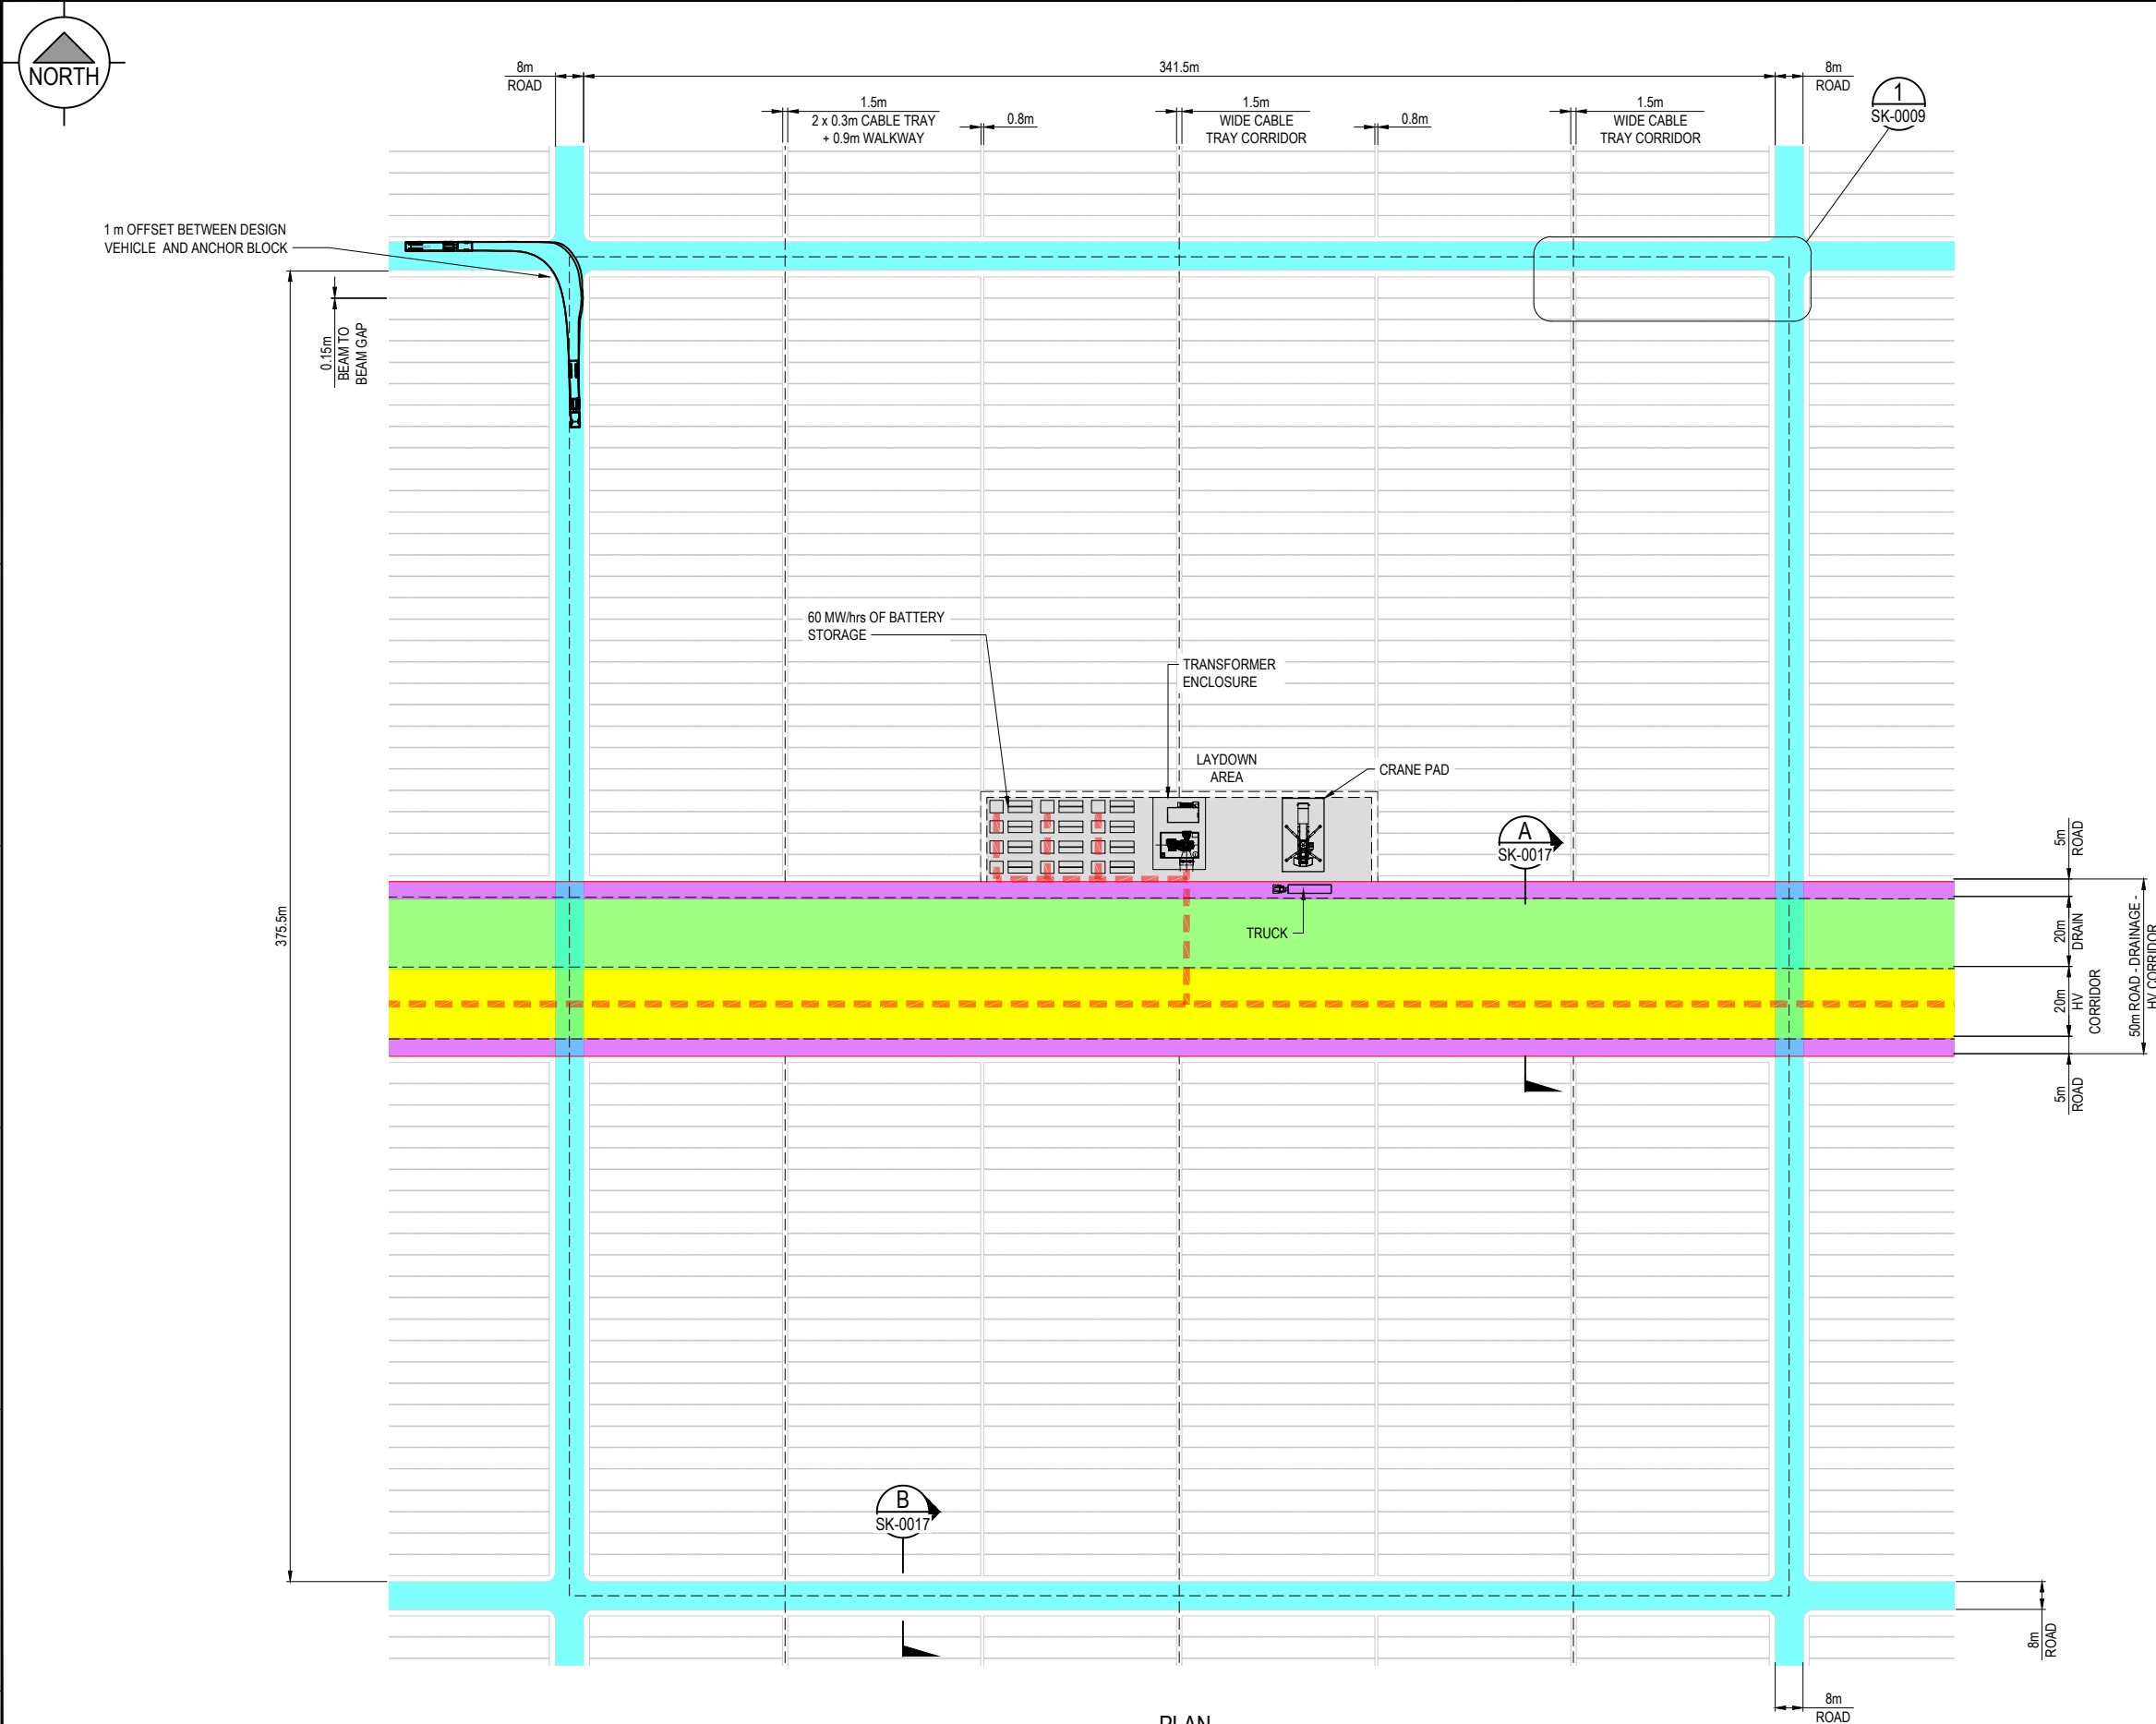 NORTH
8m
ROAD
341.5m
8m
ROAD
1
SK-0009
1.5m
2 x 0.3m CABLE TRAY
+ 0.9m WALKWAY
0.8m
1.5m
WIDE CABLE
TRAY CORRIDOR
0.8m
1.5m
WIDE CABLE
TRAY CORRIDOR
1 m OFFSET BETWEEN DESIGN
VEHICLE AND ANCHOR BLOCK
0.15m
BEAM TO
BEAM GAP
60 MW/hrs OF BATTERY
STORAGE
TRANSFORMER
ENCLOSURE
LAYDOWN
AREA
CRANE PAD
A
SK-0017
TRUCK
375.5m
5m
ROAD
20m
DRAIN
20m
HV
CORRIDOR
50m ROAD - DRAINAGE -
HV CORRIDOR
5m
ROAD
B
SK-0017
8m
ROAD
8m
ROAD
PLAN